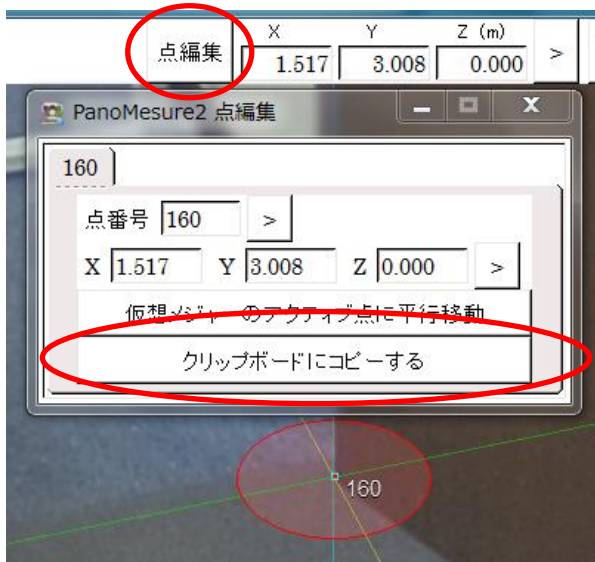 X Y Z (m)
点編集 1.517 3.008 0.000 >
PanoMesure2 点編集
160
点番号 160 >
X 1.517 Y 3.008 Z 0.000 >
仮想メジャーのアクティブ点に平行移動
クリップボードにコピーする
160